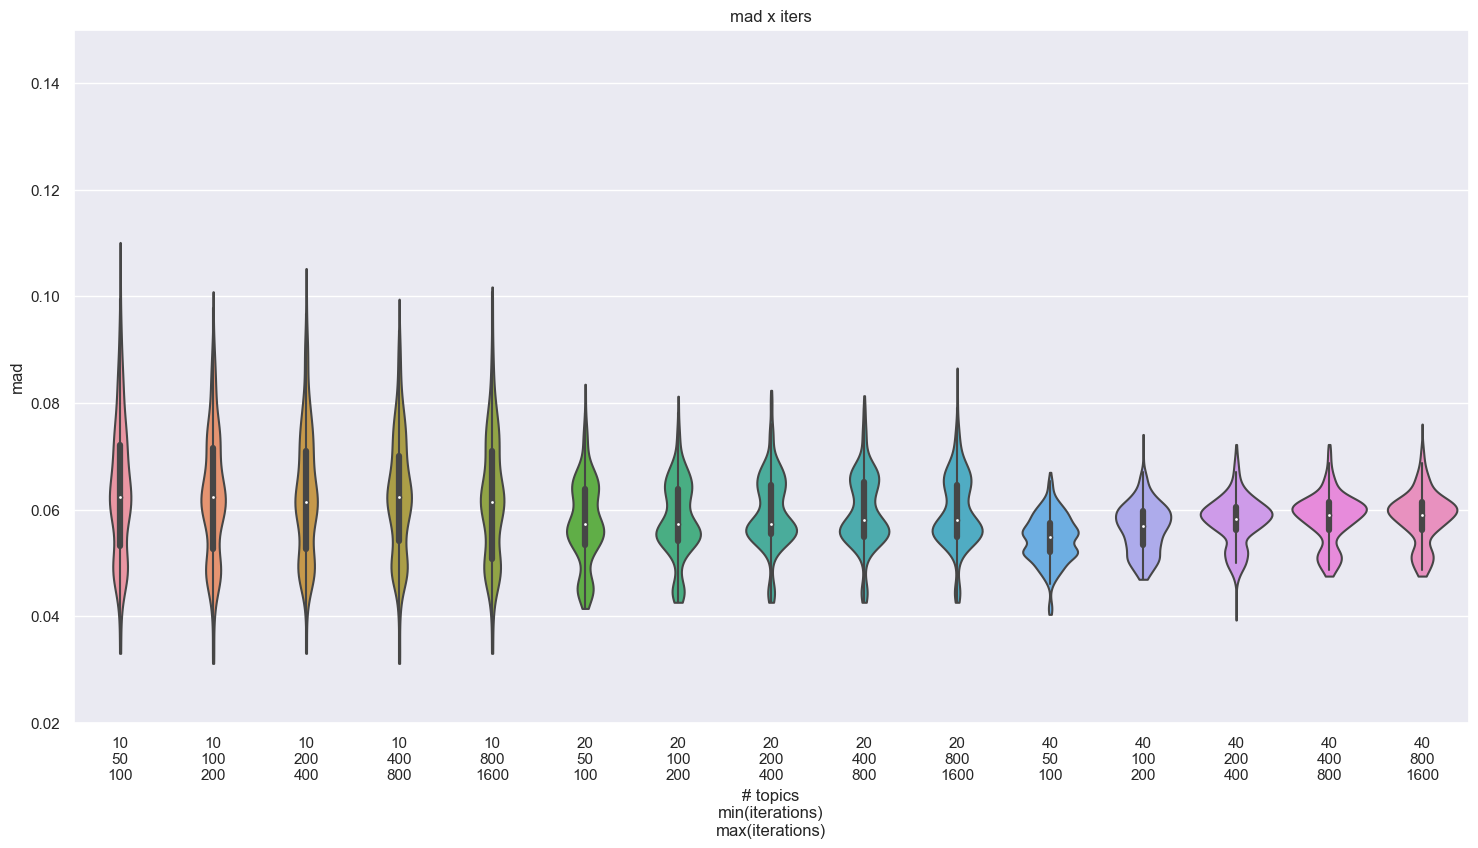 mad x iters
0.14
0.12
0.10
0.08
0.06
0.04
0.02
mad
10 10 10 10 10 20 20 20 20 20 40 40 40 40 40
50 100 200 400 800 50 100 200 400 800 50 100 200 400 800
100 200 400 800 1600 100 200 400 800 1600 100 200 400 800 1600
# topics
min(iterations)
max(iterations)